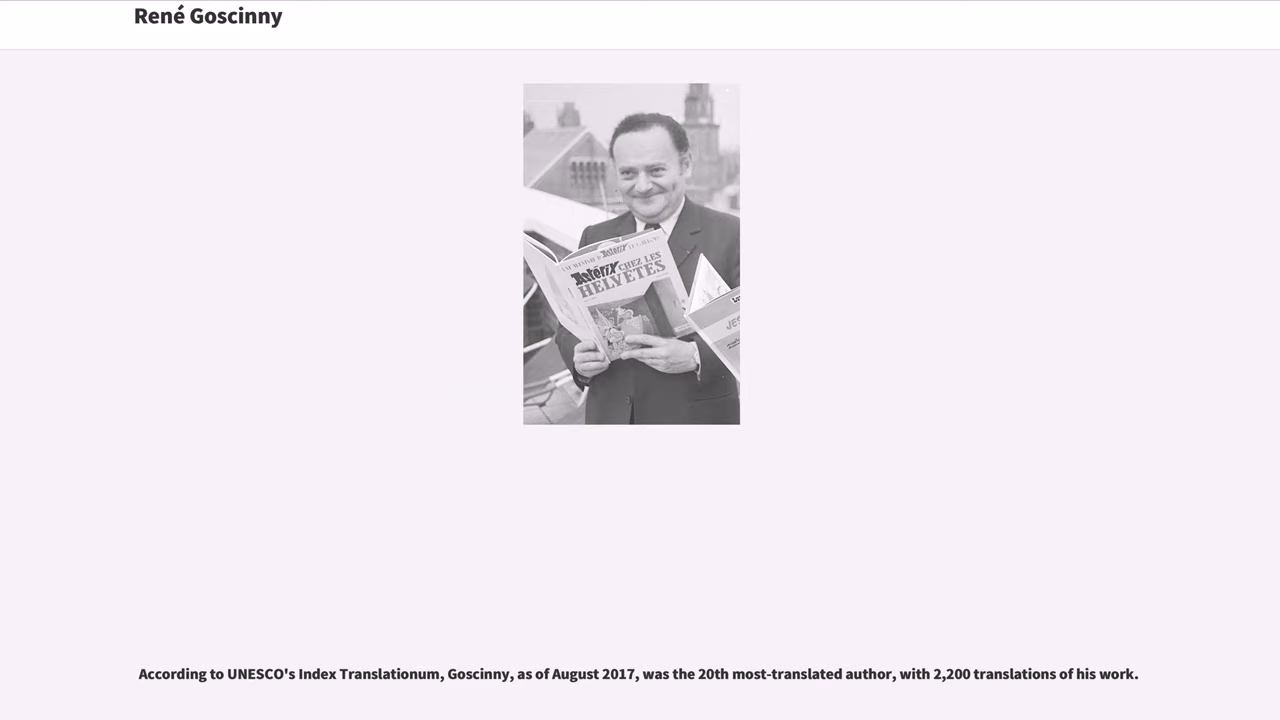 René Goscinny
Astérix
Astérix CHEZ LES
HELVÈTES
According to UNESCO's Index Translationum, Goscinny, as of August 2017, was the 20th most-translated author, with 2,200 translations of his work.